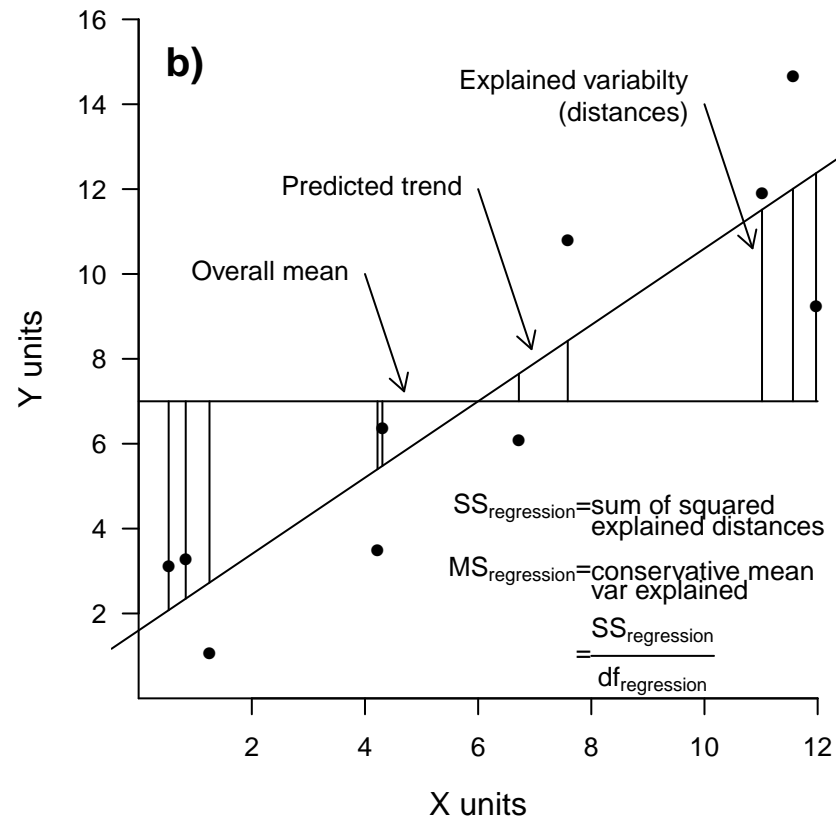 b)
Explained variabilty
(distances)
Predicted trend
Overall mean
Y units
16
14
12
10
8
6
4
2
SSregression=sum of squared
explained distances
MSregression=conservative mean
var explained
=SSregression
dfregression
2 4 6 8 10 12
X units